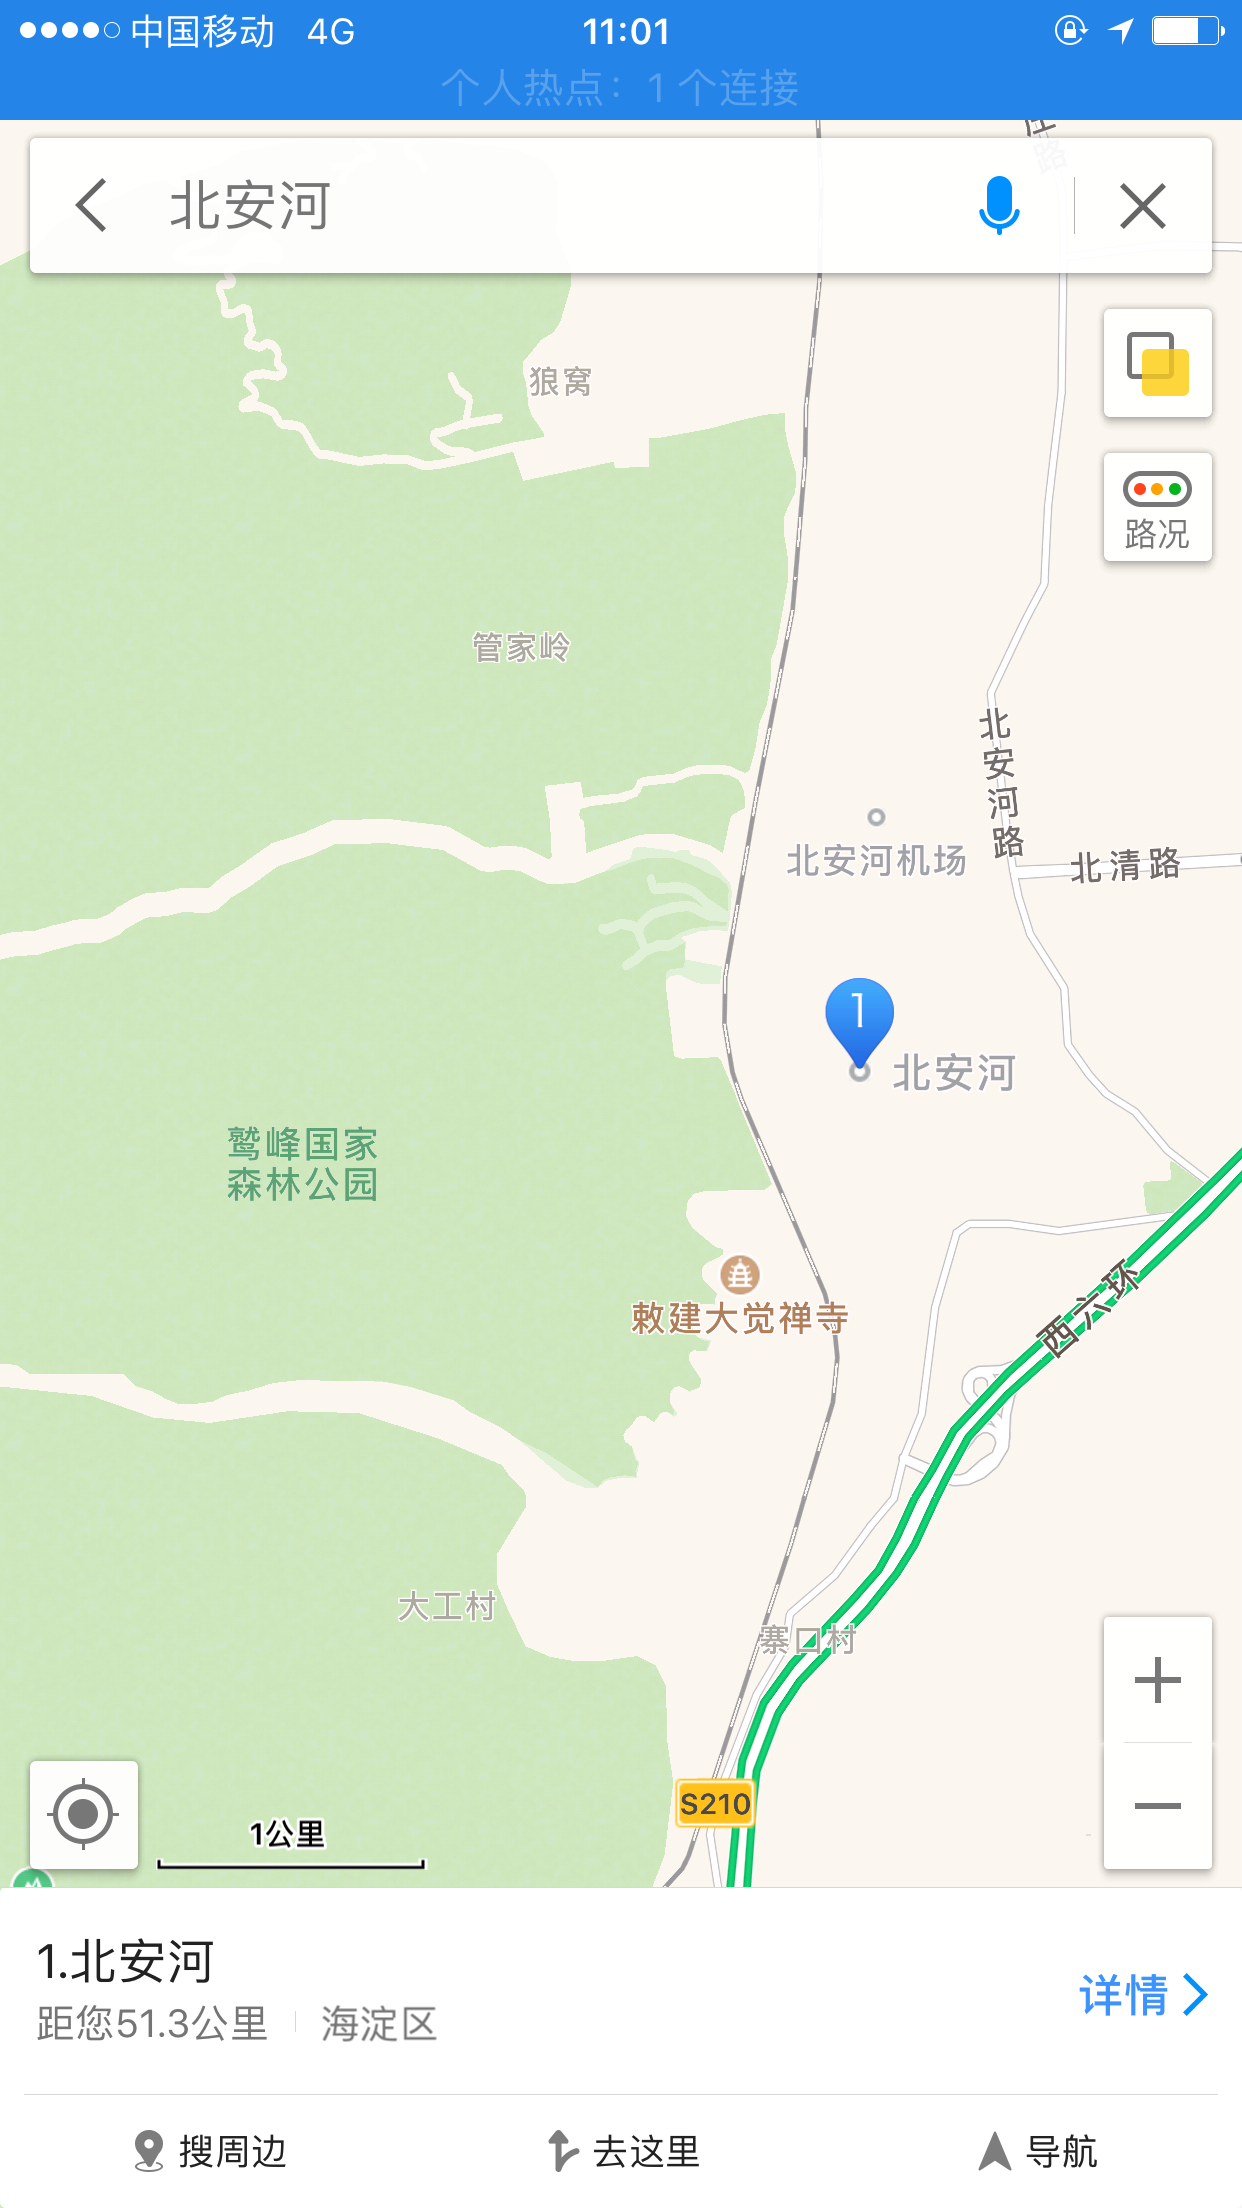 中国移动 4G 11:01
个人热点：1 个连接
庄路
北安河
狼窝
路况
管家岭
北安河路
北安河机场
北清路
1
北安河
鹫峰国家
森林公园
西六环
敕建大觉禅寺
大工村
寨口村
S210
1公里
1.北安河
详情
距您51.3公里 海淀区
搜周边 去这里 导航